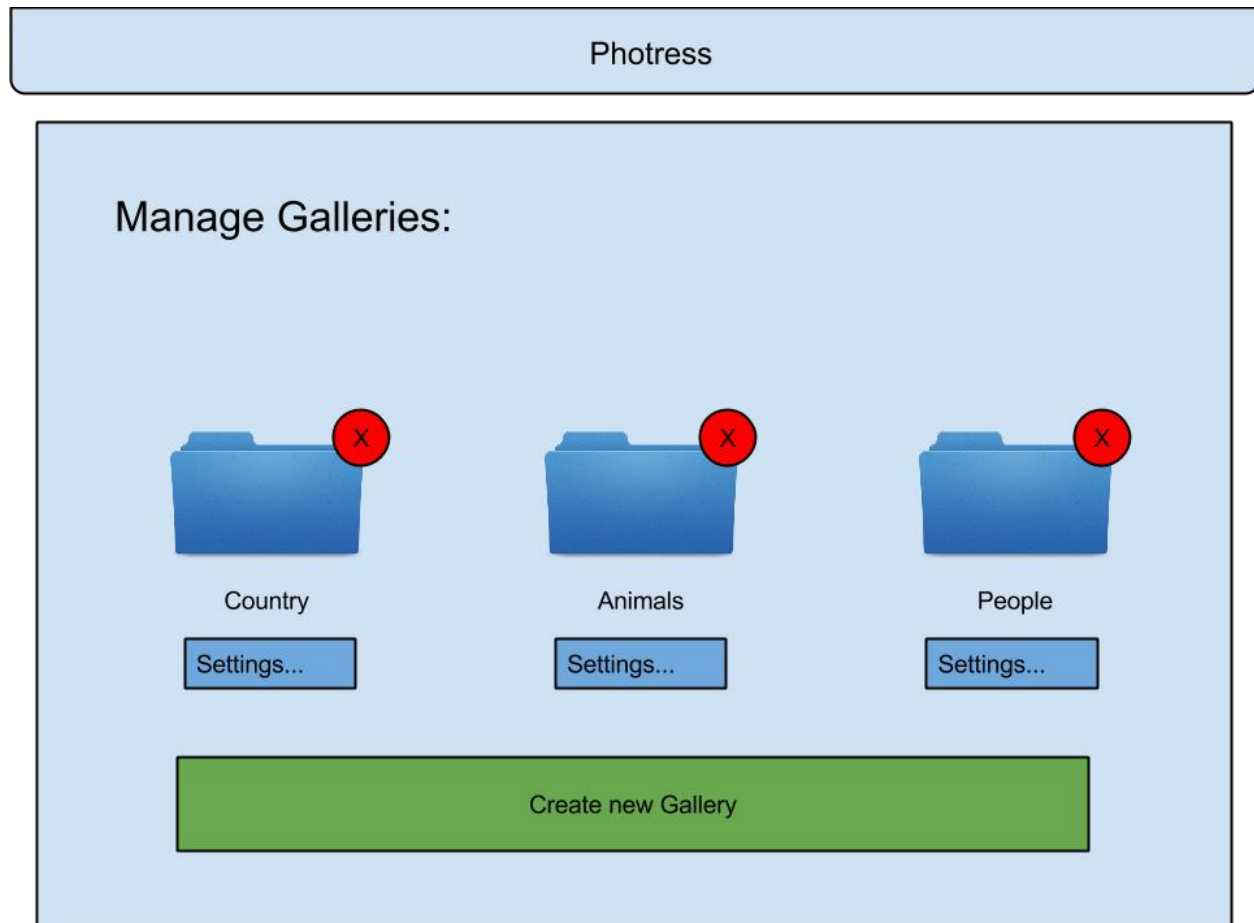 Photress
Manage Galleries:
X
X
X
Country
Animals
People
Settings...
Settings...
Settings...
Create new Gallery